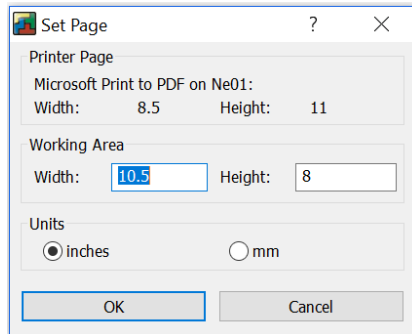 Set Page ?
Printer Page
Microsoft Print to PDF on Ne01:
Width: 8.5 Height: 11
Working Area
Width: 10.5 Height: 8
Units
inches mm
OK Cancel